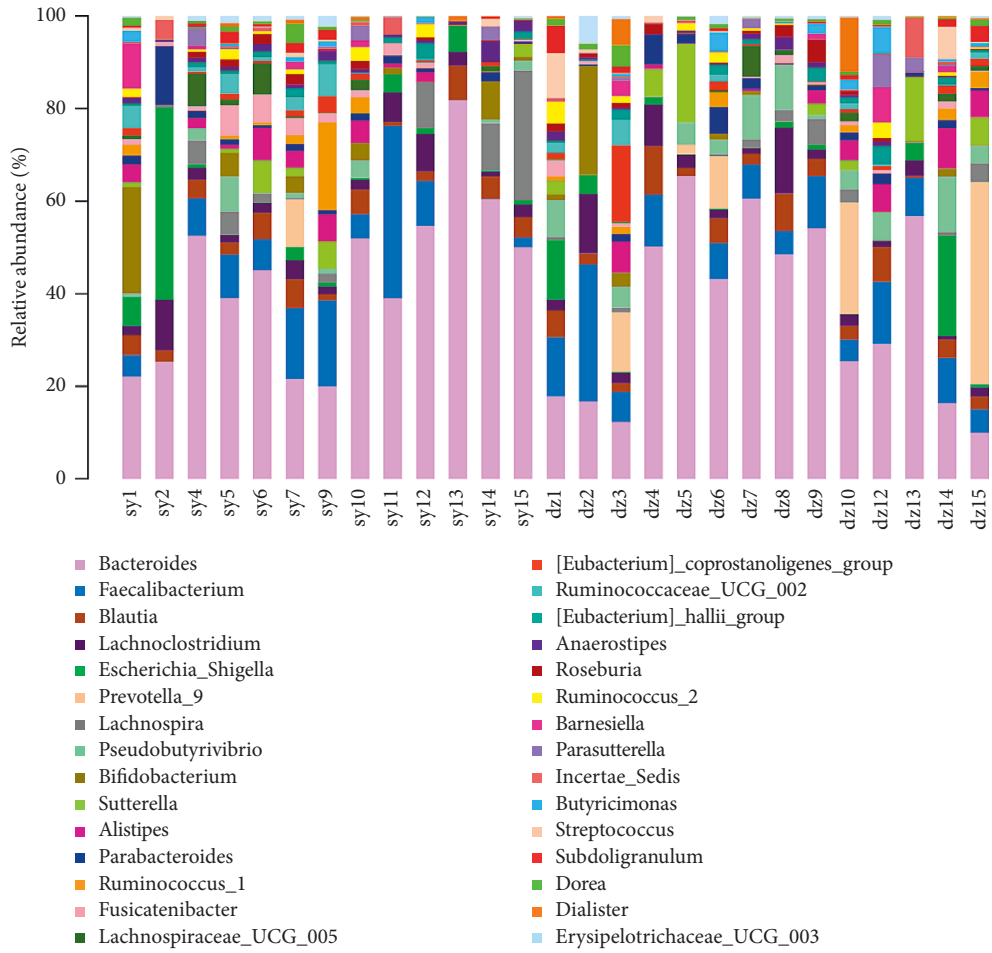 Relative abundance (%)
100
80
60
40
20
0
sy1 sy2 sy4 sy5 sy6 sy7 sy9 sy10 sy11 sy12 sy13 sy14 sy15 dz1 dz2 dz3 dz4 dz5 dz6 dz7 dz8 dz9 dz10 dz12 dz13 dz14 dz15
Bacteroides
Faecalibacterium
Blautia
Lachnoclostridium
Escherichia_Shigella
Prevotella_9
Lachnospira
Pseudobutyrivibrio
Bifidobacterium
Sutterella
Alistipes
Parabacteroides
Ruminococcus_1
Fusicatenibacter
Lachnospiraceae_UCG_005
[Eubacterium]_coprostanoligenes_group
Ruminococcaceae_UCG_002
[Eubacterium]_hallii_group
Anaerostipes
Roseburia
Ruminococcus_2
Barnesiella
Parasutterella
Incertae_Sedis
Butyricimonas
Streptococcus
Subdoligranulum
Dorea
Dialister
Erysipelotrichaceae_UCG_003